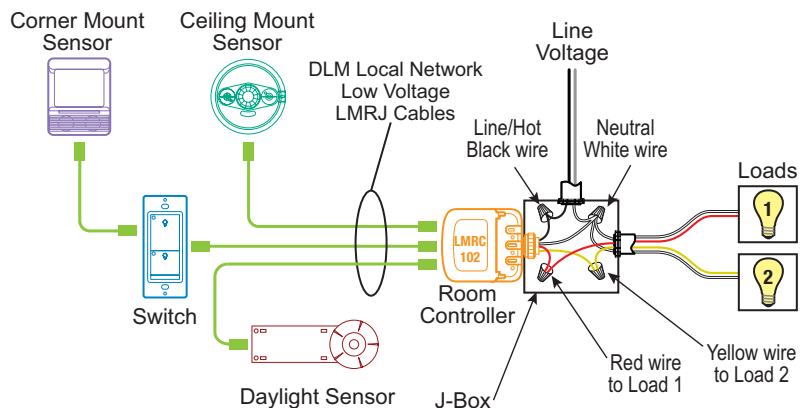 Corner Mount
Sensor
Ceiling Mount
Sensor
DLM Local Network
Low Voltage
LMRJ Cables
Line
Voltage
Line/Hot
Black wire
Neutral
White wire
Loads
1
2
LMRC
102
Room
Controller
Switch
Daylight Sensor
J-Box
Red wire
to Load 1
Yellow wire
to Load 2